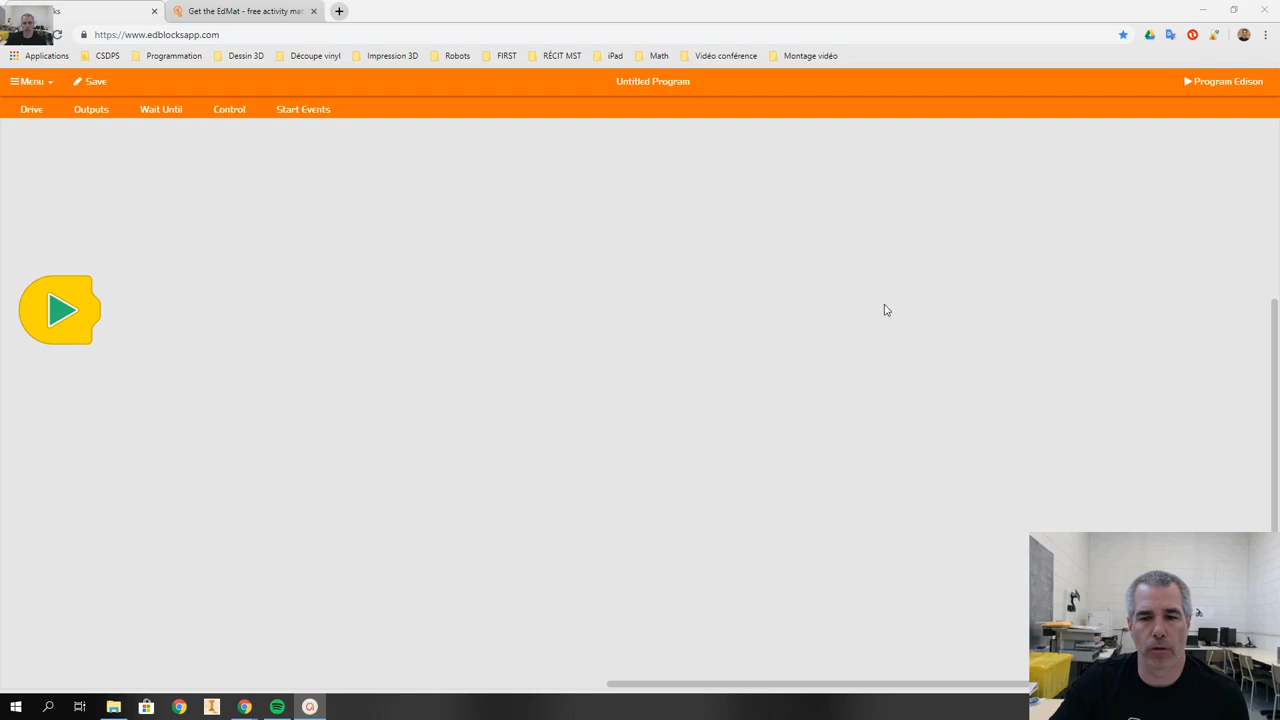 ks
Get the EdMat - free activity mat
https://www.edblocksapp.com
Applications CSDPS Programmation Dessin 3D Découpe vinyl Impression 3D Robots FIRST RÉCIT MST iPad Math Vidéo conférence Montage vidéo
Menu Save Untitled Program Program Edison
Drive Outputs Wait Until Control Start Events